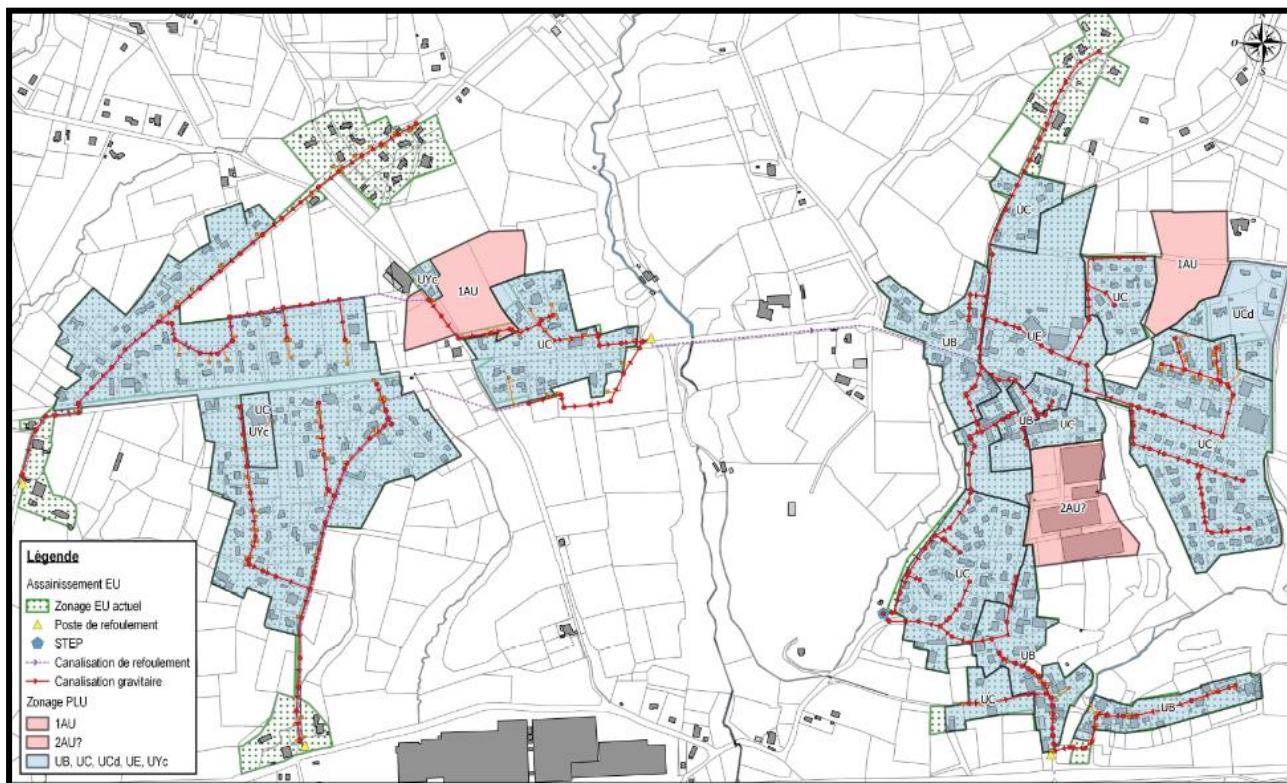 O
S
UC
1AU
UYc
1AU
UC
UCd
UE
UB
UC
UC
UYc
UB
UC
UC
2AU?
UC
UB
UC
UB
Légende
Assainissement EU
Zonage EU actuel
Poste de refoulement
STEP
Canalisation de refoulement
Canalisation gravitaire
Zonage PLU
1AU
2AU?
UB, UC, UCd, UE, UYc